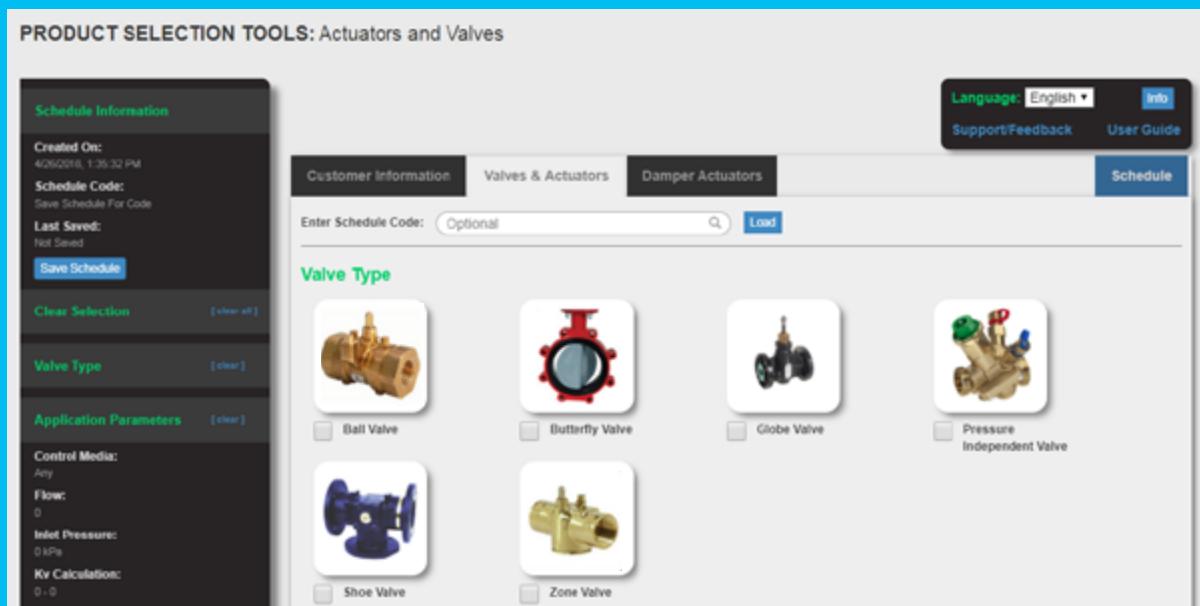 PRODUCT SELECTION TOOLS: Actuators and Valves
Schedule Information
Created On:
4/26/2018, 1:35:32 PM
Schedule Code:
Save Schedule For Code
Last Saved:
Not Saved
Save Schedule
Clear Selection [ clear all ]
Valve Type [ clear ]
Application Parameters [ clear ]
Control Media:
Any
Flow:
0
Inlet Pressure:
0 kPa
Kv Calculation:
0 - 0
Language: English Info
Support/Feedback User Guide
Customer Information Valves & Actuators Damper Actuators Schedule
Enter Schedule Code: Optional Load
Valve Type
Ball Valve Butterfly Valve Globe Valve Pressure
Independent Valve
Shoe Valve Zone Valve